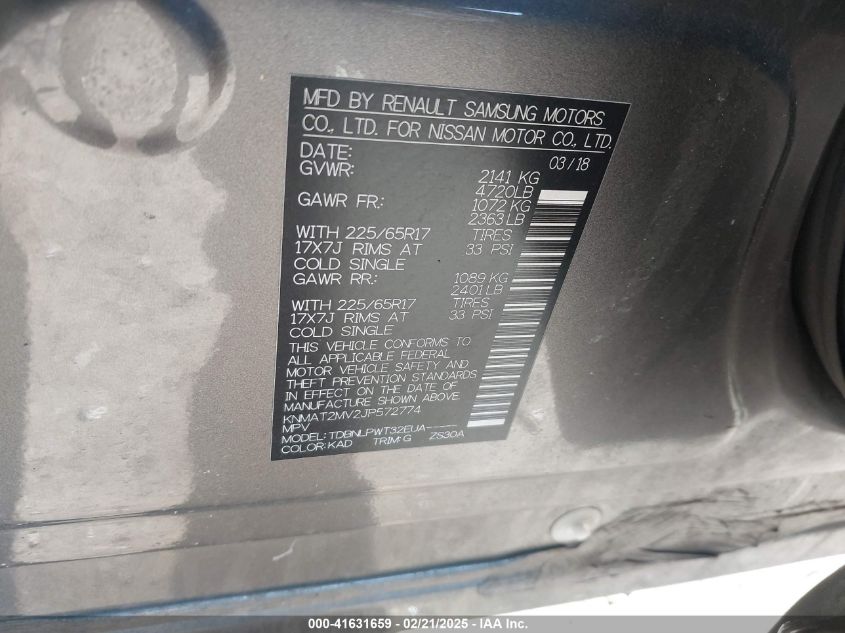 MFD BY RENAULT SAMSUNG MOTORS
CO., LTD. FOR NISSAN MOTOR CO., LTD.
DATE: 03/18
GVWR: 2141 KG
4720LB
GAWR FR: 1072 KG
2363LB
WITH 225/65R17 TIRES
17X7J RIMS AT 33 PSI
COLD SINGLE
GAWR RR: 1089 KG
2401LB
WITH 225/65R17 TIRES
17X7J RIMS AT 33 PSI
COLD SINGLE
THIS VEHICLE CONFORMS TO
ALL APPLICABLE FEDERAL
MOTOR VEHICLE SAFETY AND
THEFT PREVENTION STANDARDS
IN EFFECT ON THE DATE OF
MANUFACTURE SHOWN ABOVE.
KNMAT2MV2JP572774
MPV
MODEL: TDBNLPWT32EUA-----
COLOR: KAD TRIM: G ZS30A
000-41631659 / 02/21/2025 - IAA Inc.